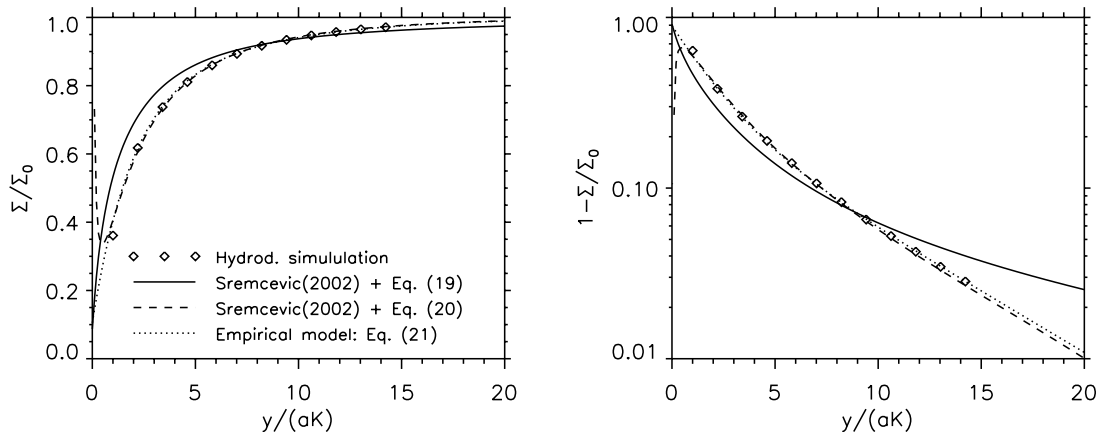 1.0
0.8
0.6
0.4
0.2
0.0
Σ/Σ0
0 5 10 15 20
y/(aK)
Hydrod. simululation
Sremcevic(2002) + Eq. (19)
Sremcevic(2002) + Eq. (20)
Empirical model: Eq. (21)
1.00
0.10
0.01
1−Σ/Σ0
0 5 10 15 20
y/(aK)